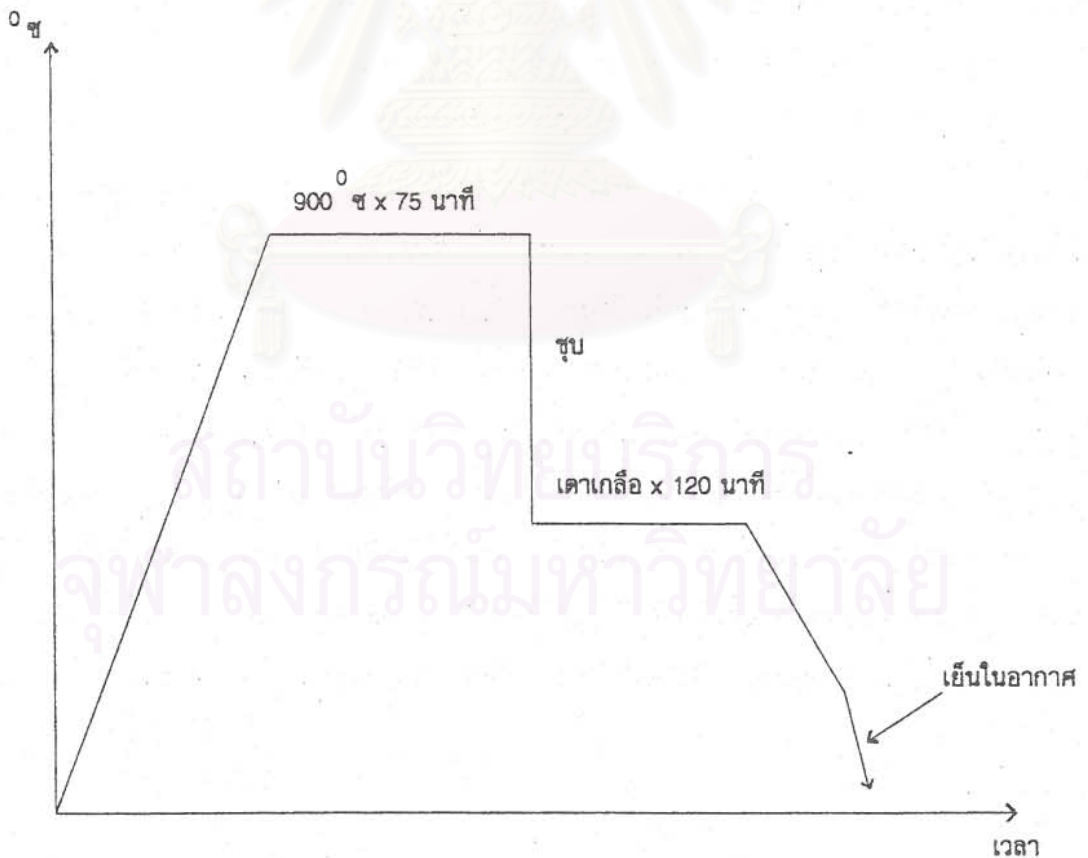 ⁰ซ
900 ⁰ซ x 75 นาที
ชุบ
เตาเกลือ x 120 นาที
สถาบันวิทยบริการ
จุฬาลงกรณ์มหาวิทยาลัย
เย็นในอากาศ
เวลา